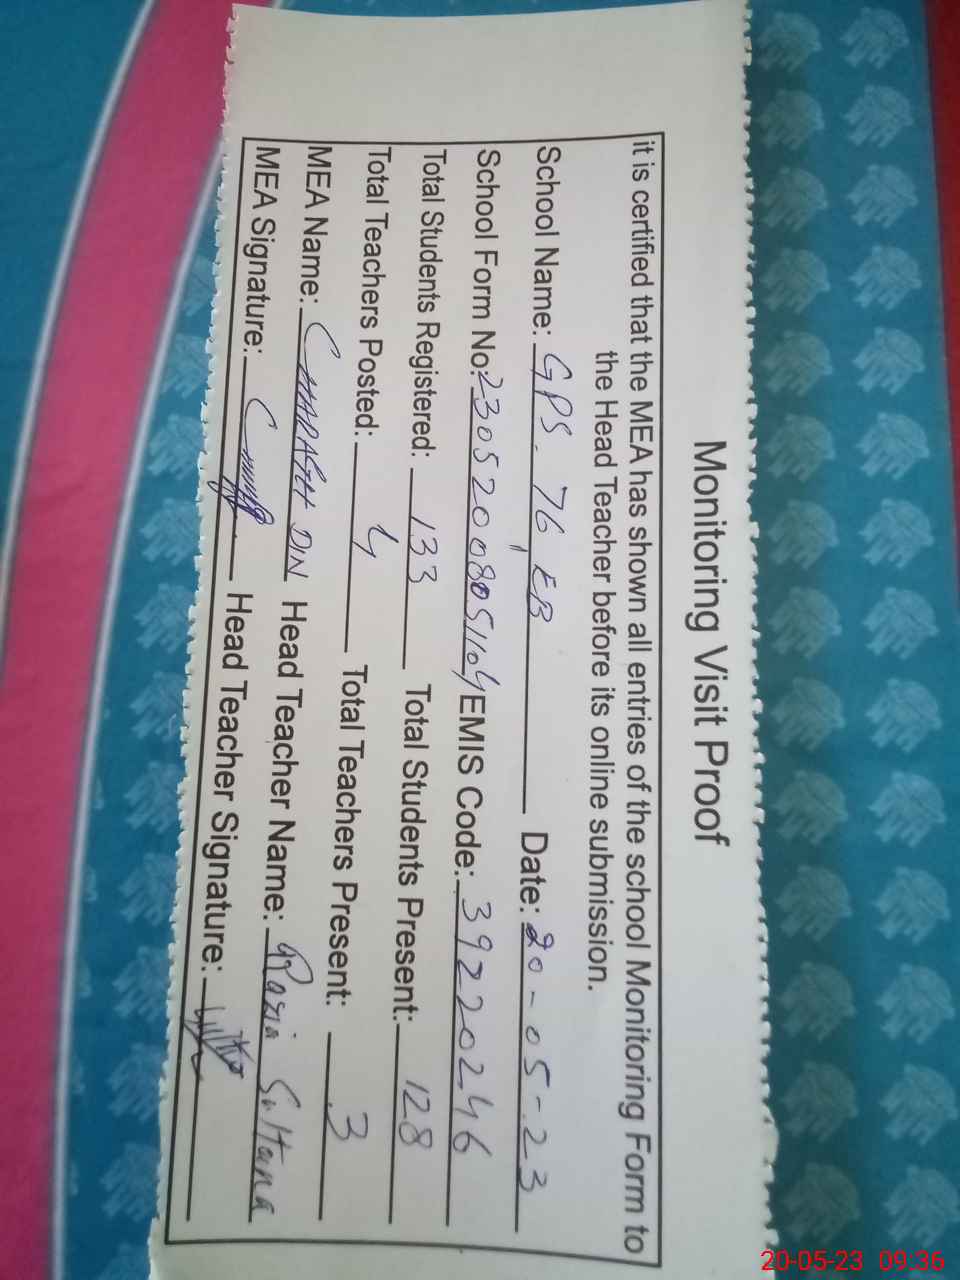 Monitoring Visit Proof
it is certified that the MEA has shown all entries of the school Monitoring Form to
the Head Teacher before its online submission.
School Name: GPS. 76 EB Date: 20-05-23
School Form No: 23052008051104 EMIS Code: 39220246
Total Students Registered: 133 Total Students Present: 128
Total Teachers Posted: 4 Total Teachers Present: 3
MEA Name: DIN Head Teacher Name: Razia Sultana
MEA Signature: Head Teacher Signature:
20-05-23 09:36